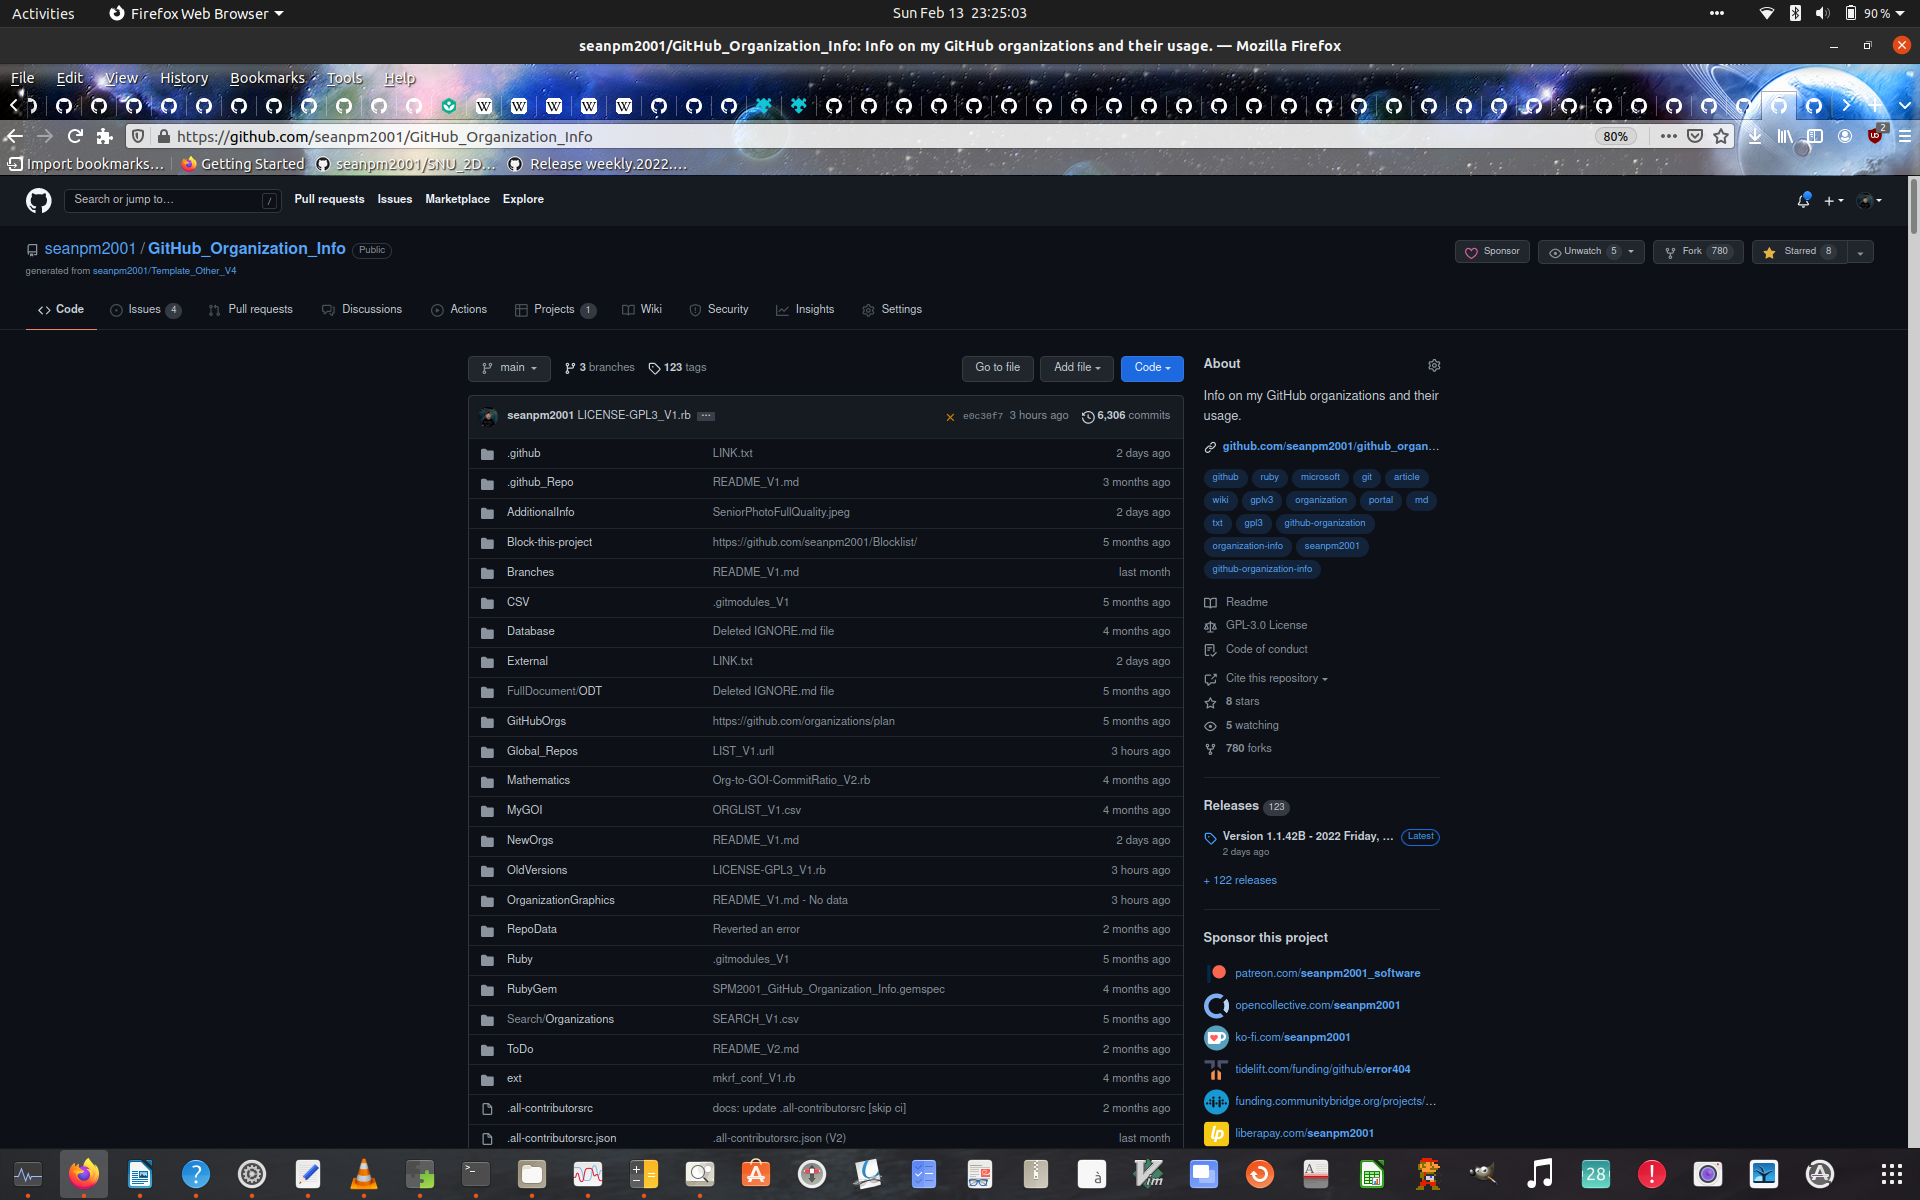 Activities Firefox Web Browser Sun Feb 13 23:25:03 90 %
seanpm2001/GitHub_Organization_Info: Info on my GitHub organizations and their usage. — Mozilla Firefox
File Edit View History Bookmarks Tools Help
https://github.com/seanpm2001/GitHub_Organization_Info 80% 2
Import bookmarks… Getting Started seanpm2001/SNU_2D… Release weekly.2022.…
Search or jump to… / Pull requests Issues Marketplace Explore
seanpm2001 / GitHub_Organization_Info Public Sponsor Unwatch 5 Fork 780 Starred 8
generated from seanpm2001/Template_Other_V4
Code Issues 4 Pull requests Discussions Actions Projects 1 Wiki Security Insights Settings
main 3 branches 123 tags Go to file Add file Code
seanpm2001 LICENSE-GPL3_V1.rb e0c30f7 3 hours ago 6,306 commits
.github LINK.txt 2 days ago
.github_Repo README_V1.md 3 months ago
AdditionalInfo SeniorPhotoFullQuality.jpeg 2 days ago
Block-this-project https://github.com/seanpm2001/Blocklist/ 5 months ago
Branches README_V1.md last month
CSV .gitmodules_V1 5 months ago
Database Deleted IGNORE.md file 4 months ago
External LINK.txt 2 days ago
FullDocument/ODT Deleted IGNORE.md file 5 months ago
GitHubOrgs https://github.com/organizations/plan 5 months ago
Global_Repos LIST_V1.urll 3 hours ago
Mathematics Org-to-GOI-CommitRatio_V2.rb 4 months ago
MyGOI ORGLIST_V1.csv 4 months ago
NewOrgs README_V1.md 2 days ago
OldVersions LICENSE-GPL3_V1.rb 3 hours ago
OrganizationGraphics README_V1.md - No data 3 hours ago
RepoData Reverted an error 2 months ago
Ruby .gitmodules_V1 5 months ago
RubyGem SPM2001_GitHub_Organization_Info.gemspec 4 months ago
Search/Organizations SEARCH_V1.csv 5 months ago
ToDo README_V2.md 2 months ago
ext mkrf_conf_V1.rb 4 months ago
.all-contributorsrc docs: update .all-contributorsrc [skip ci] 2 months ago
.all-contributorsrc.json .all-contributorsrc.json (V2) last month
About
Info on my GitHub organizations and their
usage.
github.com/seanpm2001/github_organ…
github ruby microsoft git article
wiki gplv3 organization portal md
txt gpl3 github-organization
organization-info seanpm2001
github-organization-info
Readme
GPL-3.0 License
Code of conduct
Cite this repository
8 stars
5 watching
780 forks
Releases 123
Version 1.1.42B - 2022 Friday, … Latest
2 days ago
+ 122 releases
Sponsor this project
patreon.com/seanpm2001_software
opencollective.com/seanpm2001
ko-fi.com/seanpm2001
tidelift.com/funding/github/error404
funding.communitybridge.org/projects/…
liberapay.com/seanpm2001
28